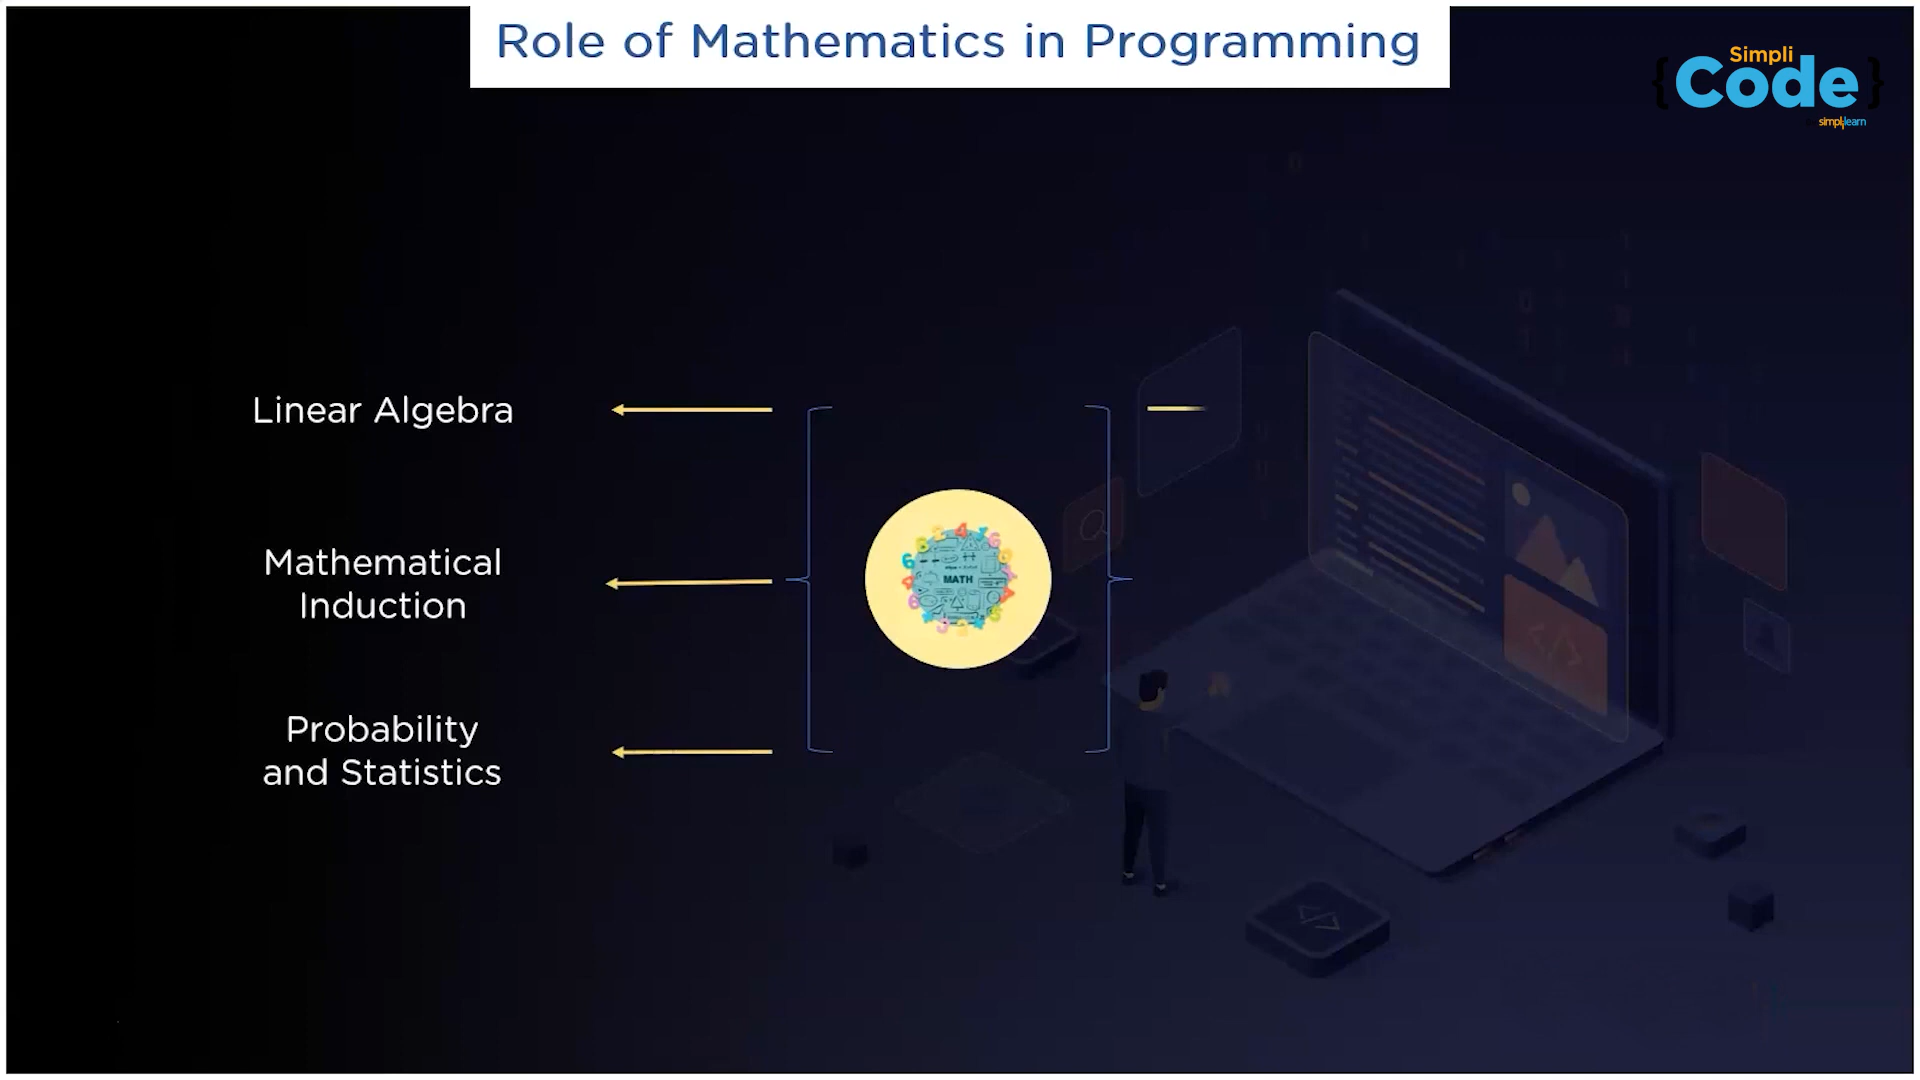 Role of Mathematics in Programming
Simpli
{Code}
simplilearn
Linear Algebra
Mathematical
Induction
MATH
Probability
and Statistics